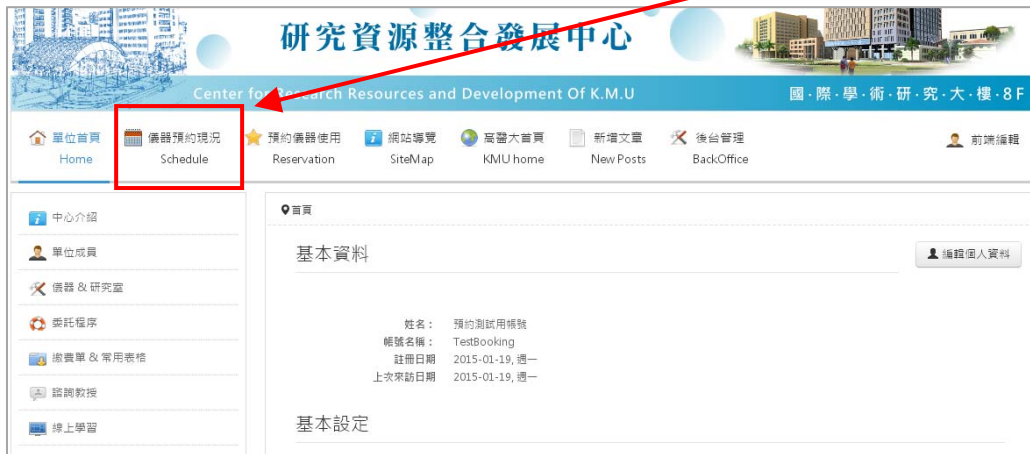 研究資源整合發展中心
Center for Research Resources and Development Of K.M.U
國·際·學·術·研·究·大·樓·8F
單位首頁
Home
儀器預約現況
Schedule
預約儀器使用
Reservation
網站導覽
SiteMap
高醫大首頁
KMU home
新增文章
New Posts
後台管理
BackOffice
前端編輯
中心介紹
單位成員
儀器 & 研究室
委託程序
繳費單 & 常用表格
諮詢教授
線上學習
首頁
基本資料
編輯個人資料
姓名： 預約測試用帳號
帳號名稱： TestBooking
註冊日期 2015-01-19, 週一
上次來訪日期 2015-01-19, 週一
基本設定